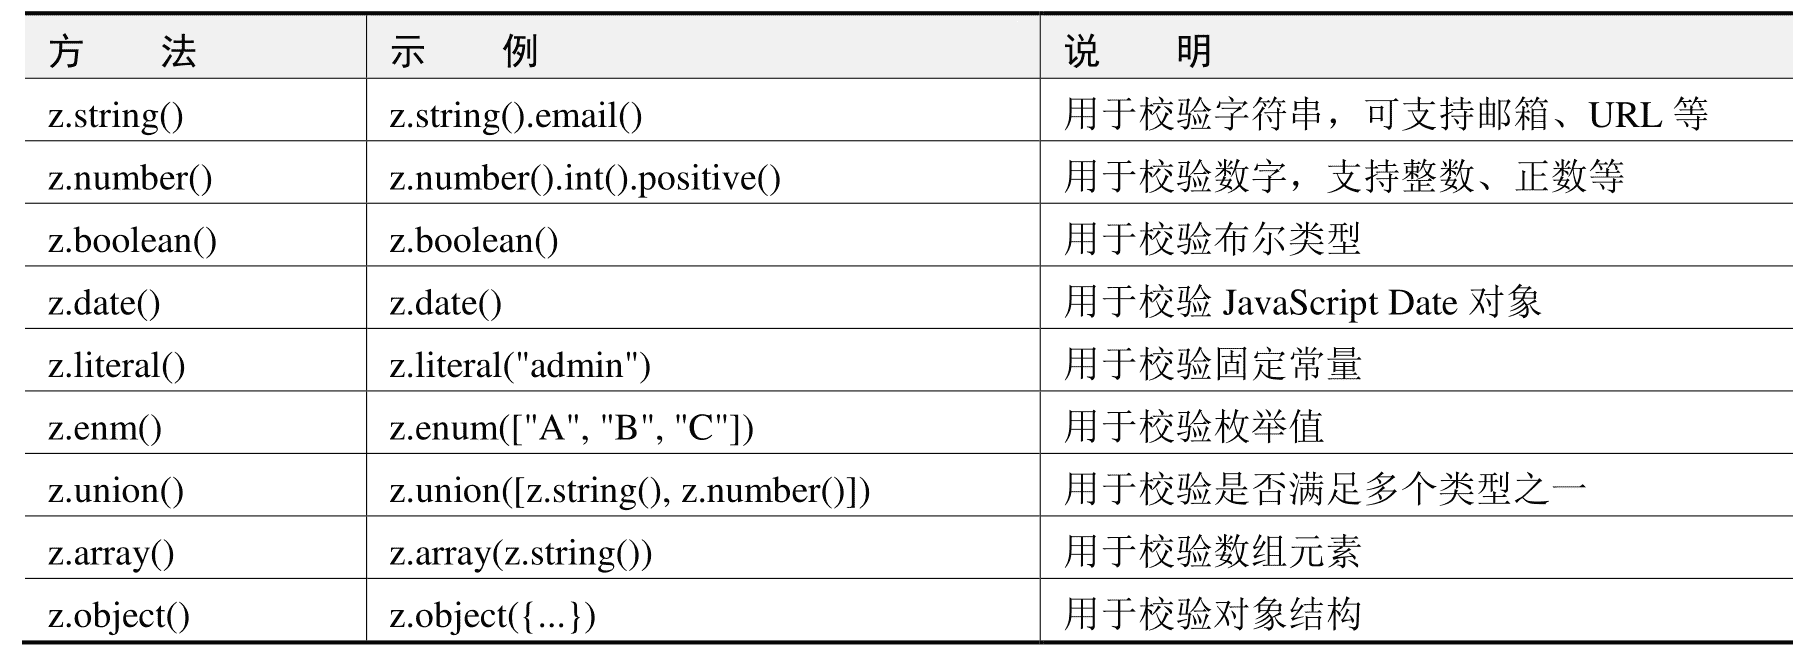 方 法 示 例 说 明
z.string() z.string().email() 用于校验字符串，可支持邮箱、URL 等
z.number() z.number().int().positive() 用于校验数字，支持整数、正数等
z.boolean() z.boolean() 用于校验布尔类型
z.date() z.date() 用于校验 JavaScript Date 对象
z.literal() z.literal("admin") 用于校验固定常量
z.enm() z.enum(["A", "B", "C"]) 用于校验枚举值
z.union() z.union([z.string(), z.number()]) 用于校验是否满足多个类型之一
z.array() z.array(z.string()) 用于校验数组元素
z.object() z.object({...}) 用于校验对象结构